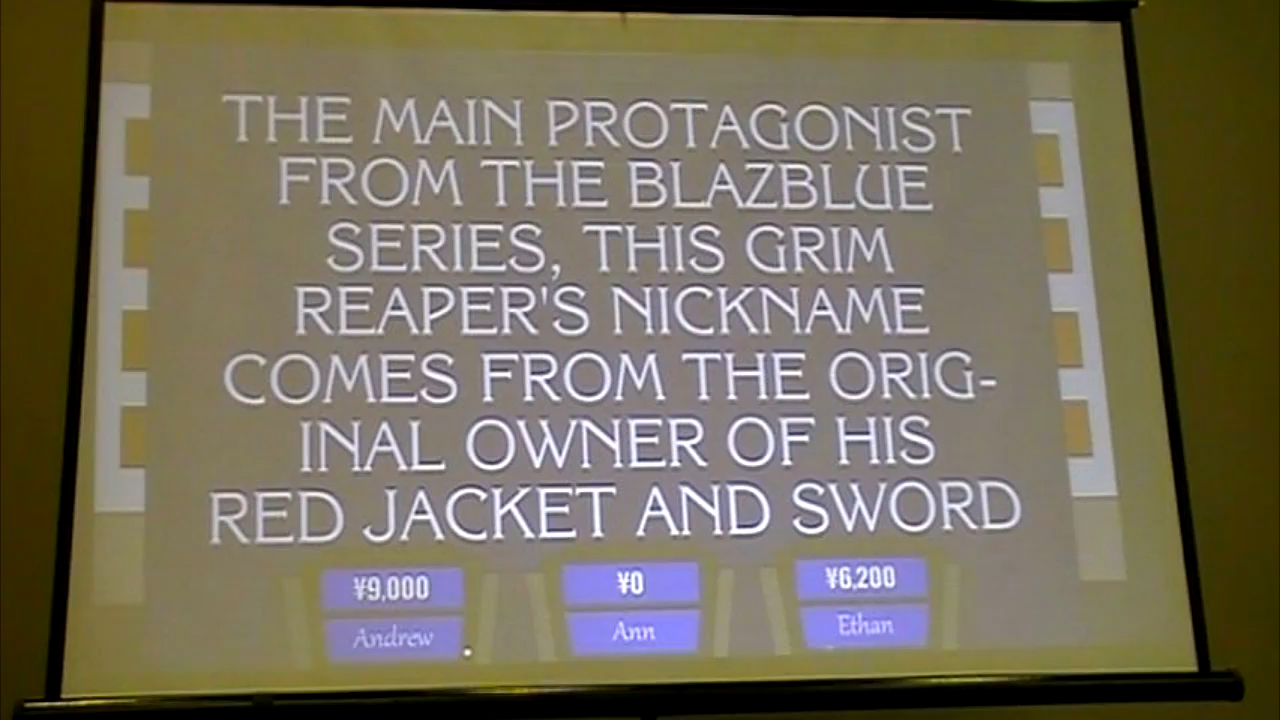 THE MAIN PROTAGONIST
FROM THE BLAZBLUE
SERIES, THIS GRIM
REAPER'S NICKNAME
COMES FROM THE ORIG-
INAL OWNER OF HIS
RED JACKET AND SWORD
¥9,000 ¥0 ¥6,200
Andrew Ann Ethan